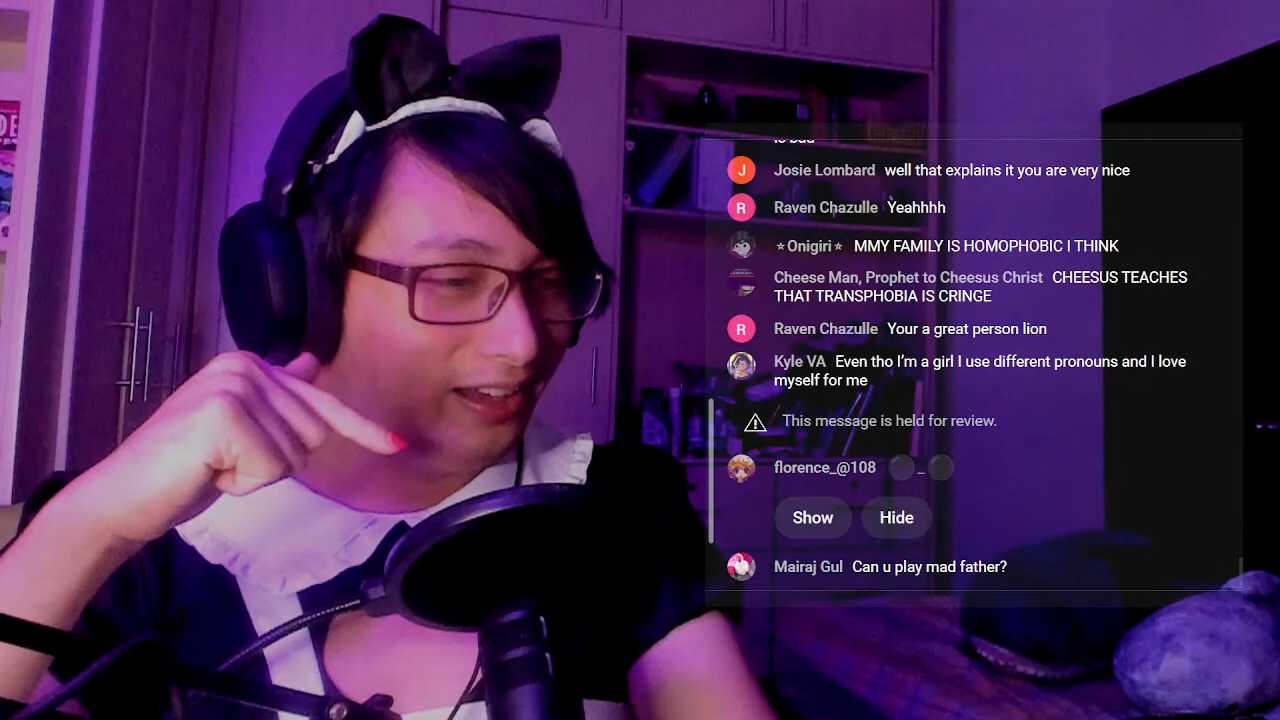 is bad
J
Josie Lombard well that explains it you are very nice
R
Raven Chazulle Yeahhhh
⭐Onigiri⭐ MMY FAMILY IS HOMOPHOBIC I THINK
Cheese Man, Prophet to Cheesus Christ CHEESUS TEACHES
THAT TRANSPHOBIA IS CRINGE
R
Raven Chazulle Your a great person lion
Kyle VA Even tho I'm a girl I use different pronouns and I love
myself for me
This message is held for review.
florence_@108 _
Show Hide
Mairaj Gul Can u play mad father?